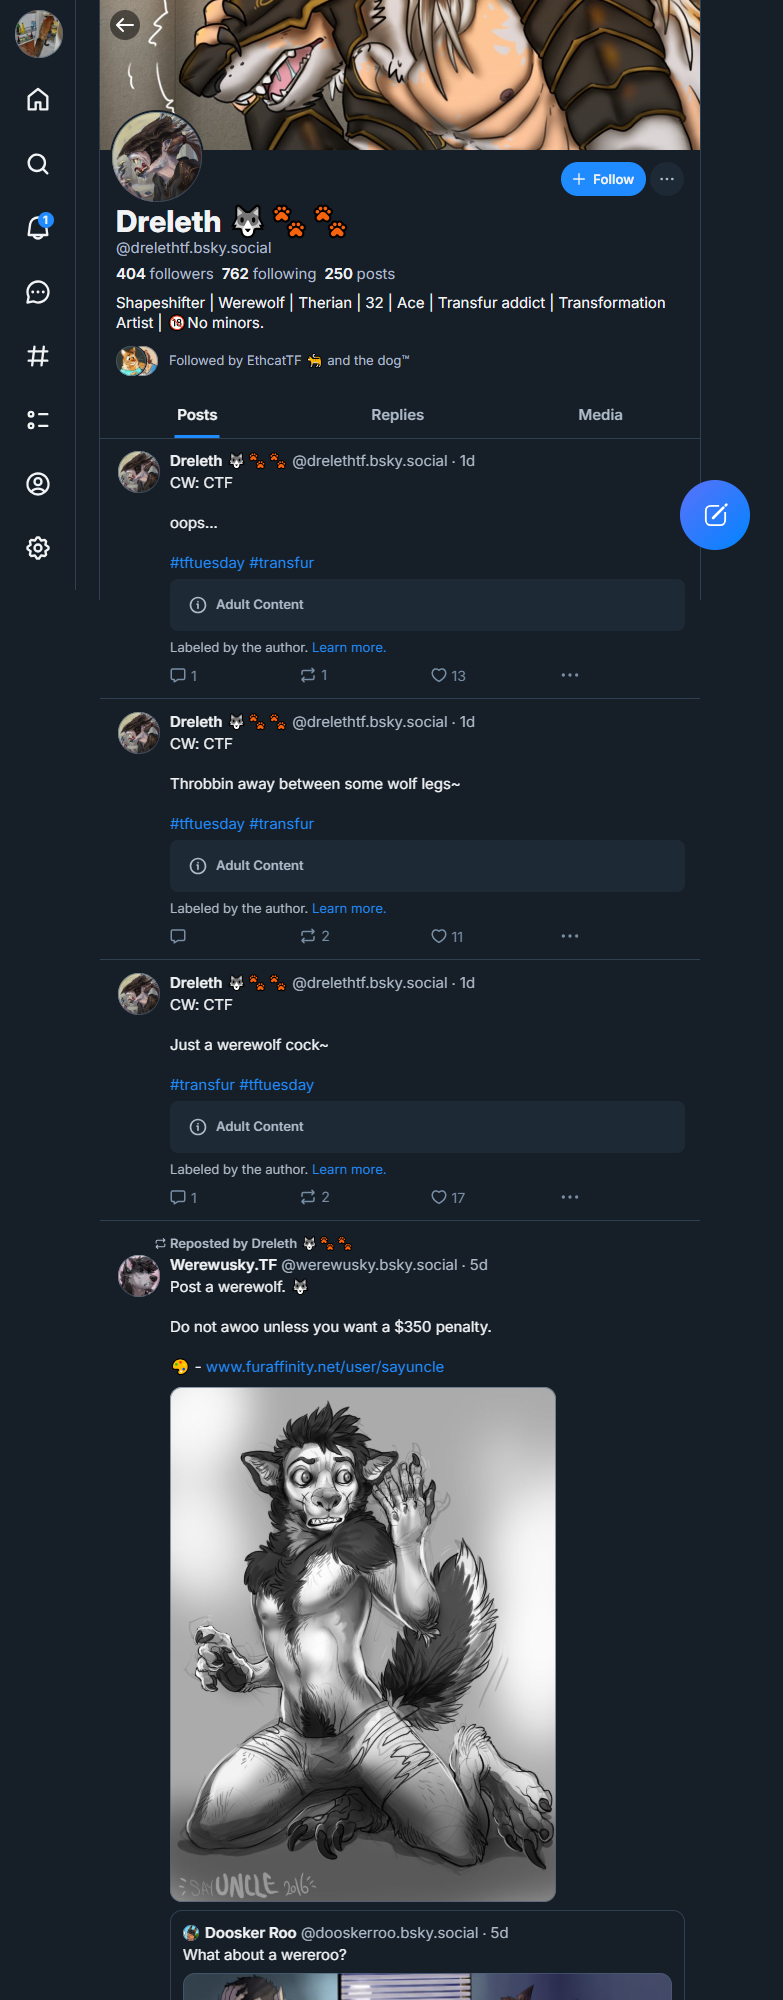 1
+ Follow
Dreleth 🐺 🐾 🐾
@drelethtf.bsky.social
404 followers 762 following 250 posts
Shapeshifter | Werewolf | Therian | 32 | Ace | Transfur addict | Transformation
Artist | 🔞 No minors.
Followed by EthcatTF 🐆 and the dog™
Posts Replies Media
Dreleth 🐺 🐾 🐾 @drelethtf.bsky.social · 1d
CW: CTF
oops...
#tftuesday #transfur
Adult Content
Labeled by the author. Learn more.
1 1 13
Dreleth 🐺 🐾 🐾 @drelethtf.bsky.social · 1d
CW: CTF
Throbbin away between some wolf legs~
#tftuesday #transfur
Adult Content
Labeled by the author. Learn more.
2 11
Dreleth 🐺 🐾 🐾 @drelethtf.bsky.social · 1d
CW: CTF
Just a werewolf cock~
#transfur #tftuesday
Adult Content
Labeled by the author. Learn more.
1 2 17
Reposted by Dreleth 🐺 🐾 🐾
Werewusky.TF @werewusky.bsky.social · 5d
Post a werewolf. 🐺
Do not awoo unless you want a $350 penalty.
🎨 - www.furaffinity.net/user/sayuncle
SAY UNCLE 2016
Doosker Roo @dooskerroo.bsky.social · 5d
What about a wereroo?